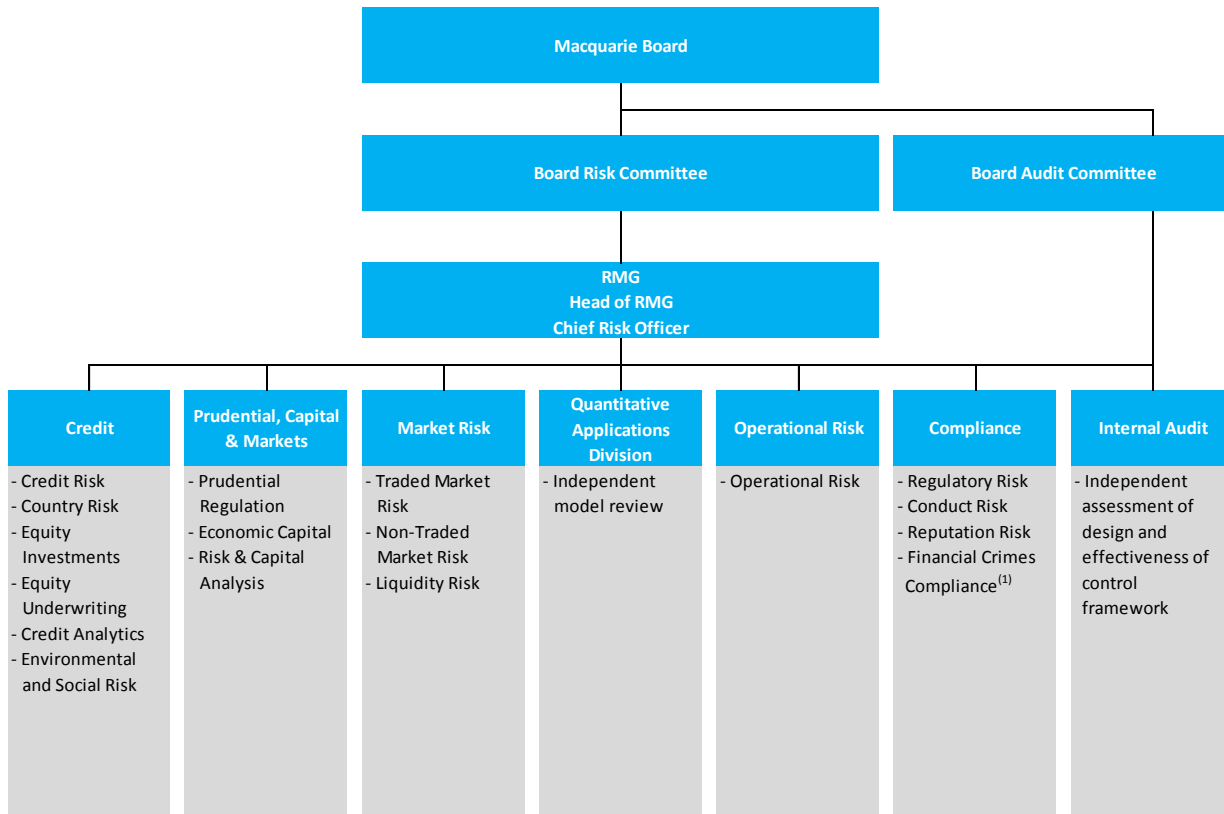 Macquarie Board
Board Risk Committee
Board Audit Committee
RMG
Head of RMG
Chief Risk Officer
Credit
- Credit Risk
- Country Risk
- Equity
Investments
- Equity
Underwriting
- Credit Analytics
- Environmental
and Social Risk
Prudential, Capital
& Markets
- Prudential
Regulation
- Economic Capital
- Risk & Capital
Analysis
Market Risk
- Traded Market
Risk
- Non-Traded
Market Risk
- Liquidity Risk
Quantitative
Applications
Division
- Independent
model review
Operational Risk
- Operational Risk
Compliance
- Regulatory Risk
- Conduct Risk
- Reputation Risk
- Financial Crimes
Compliance(1)
Internal Audit
- Independent
assessment of
design and
effectiveness of
control
framework